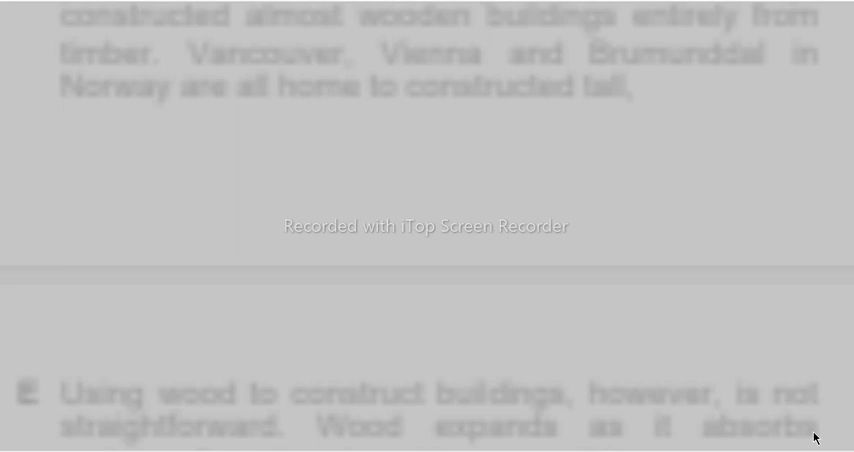 constructed almost wooden buildings entirely from
timber. Vancouver, Vienna and Brumunddal in
Norway are all home to constructed tall,
Recorded with iTop Screen Recorder
E Using wood to construct buildings, however, is not
straightforward. Wood expands as it absorbs